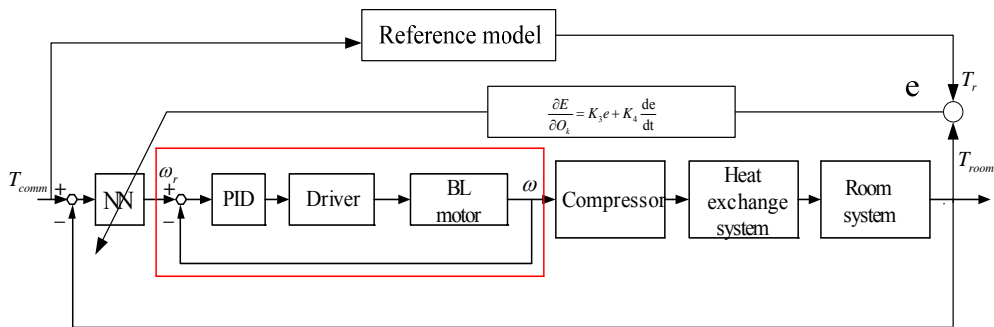 Reference model
e
T_r
∂E/∂O_k = K_3 e + K_4 de/dt
T_comm
+
−
NN
ω_r
+
−
PID
Driver
BL motor
ω
Compressor
Heat exchange system
Room system
T_room